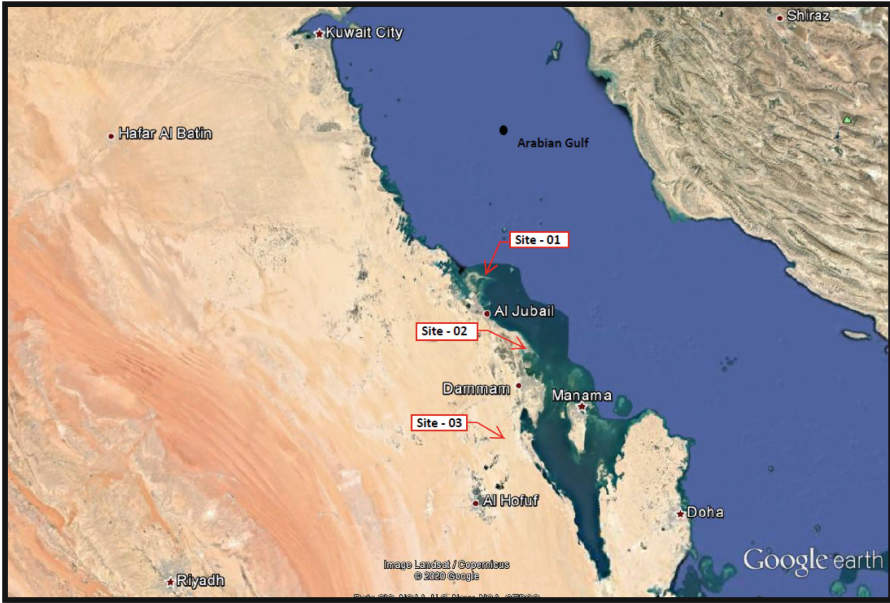 Shiraz
Kuwait City
Hafar Al Batin
Arabian Gulf
Site - 01
Al Jubail
Site - 02
Dammam
Manama
Site - 03
Al Hofuf
Doha
Google earth
Image Landsat / Copernicus
© 2020 Google
Riyadh